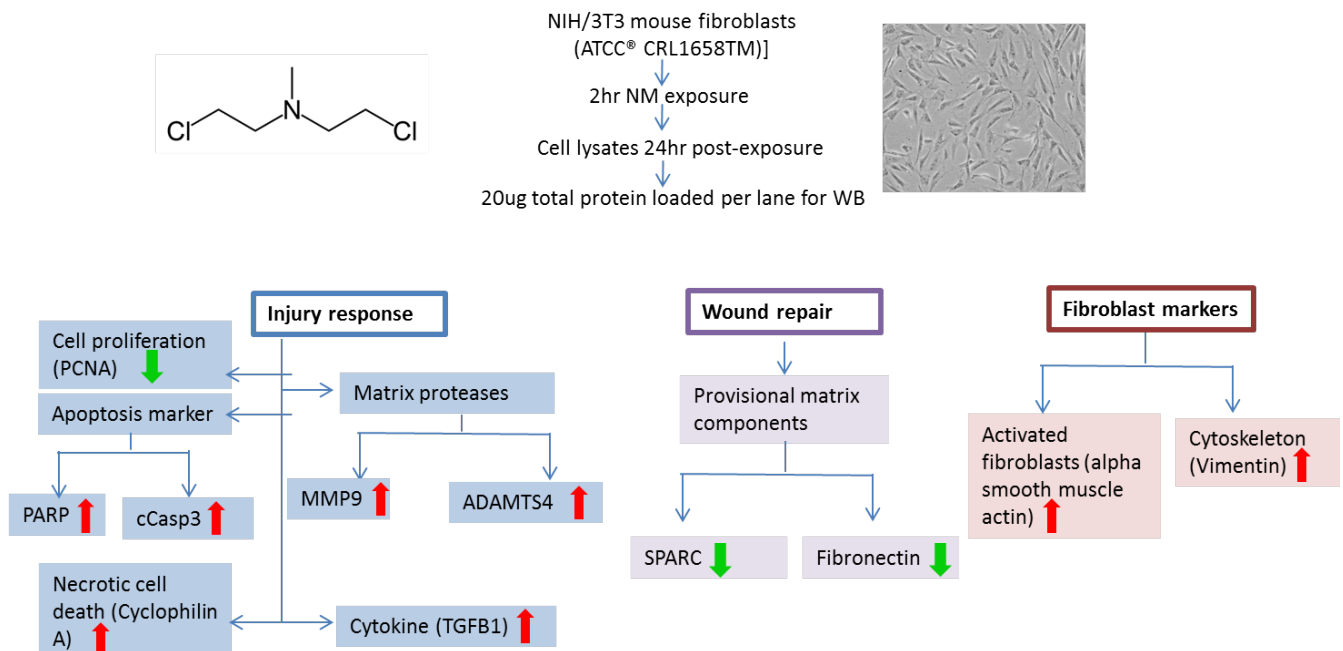 NIH/3T3 mouse fibroblasts
(ATCC® CRL1658TM)]
2hr NM exposure
Cell lysates 24hr post-exposure
20ug total protein loaded per lane for WB
Cl
N
Cl
Injury response
Cell proliferation
(PCNA)
Apoptosis marker
PARP
cCasp3
Necrotic cell
death (Cyclophilin
A)
Matrix proteases
MMP9
ADAMTS4
Cytokine (TGFB1)
Wound repair
Provisional matrix
components
SPARC
Fibronectin
Fibroblast markers
Activated
fibroblasts (alpha
smooth muscle
actin)
Cytoskeleton
(Vimentin)